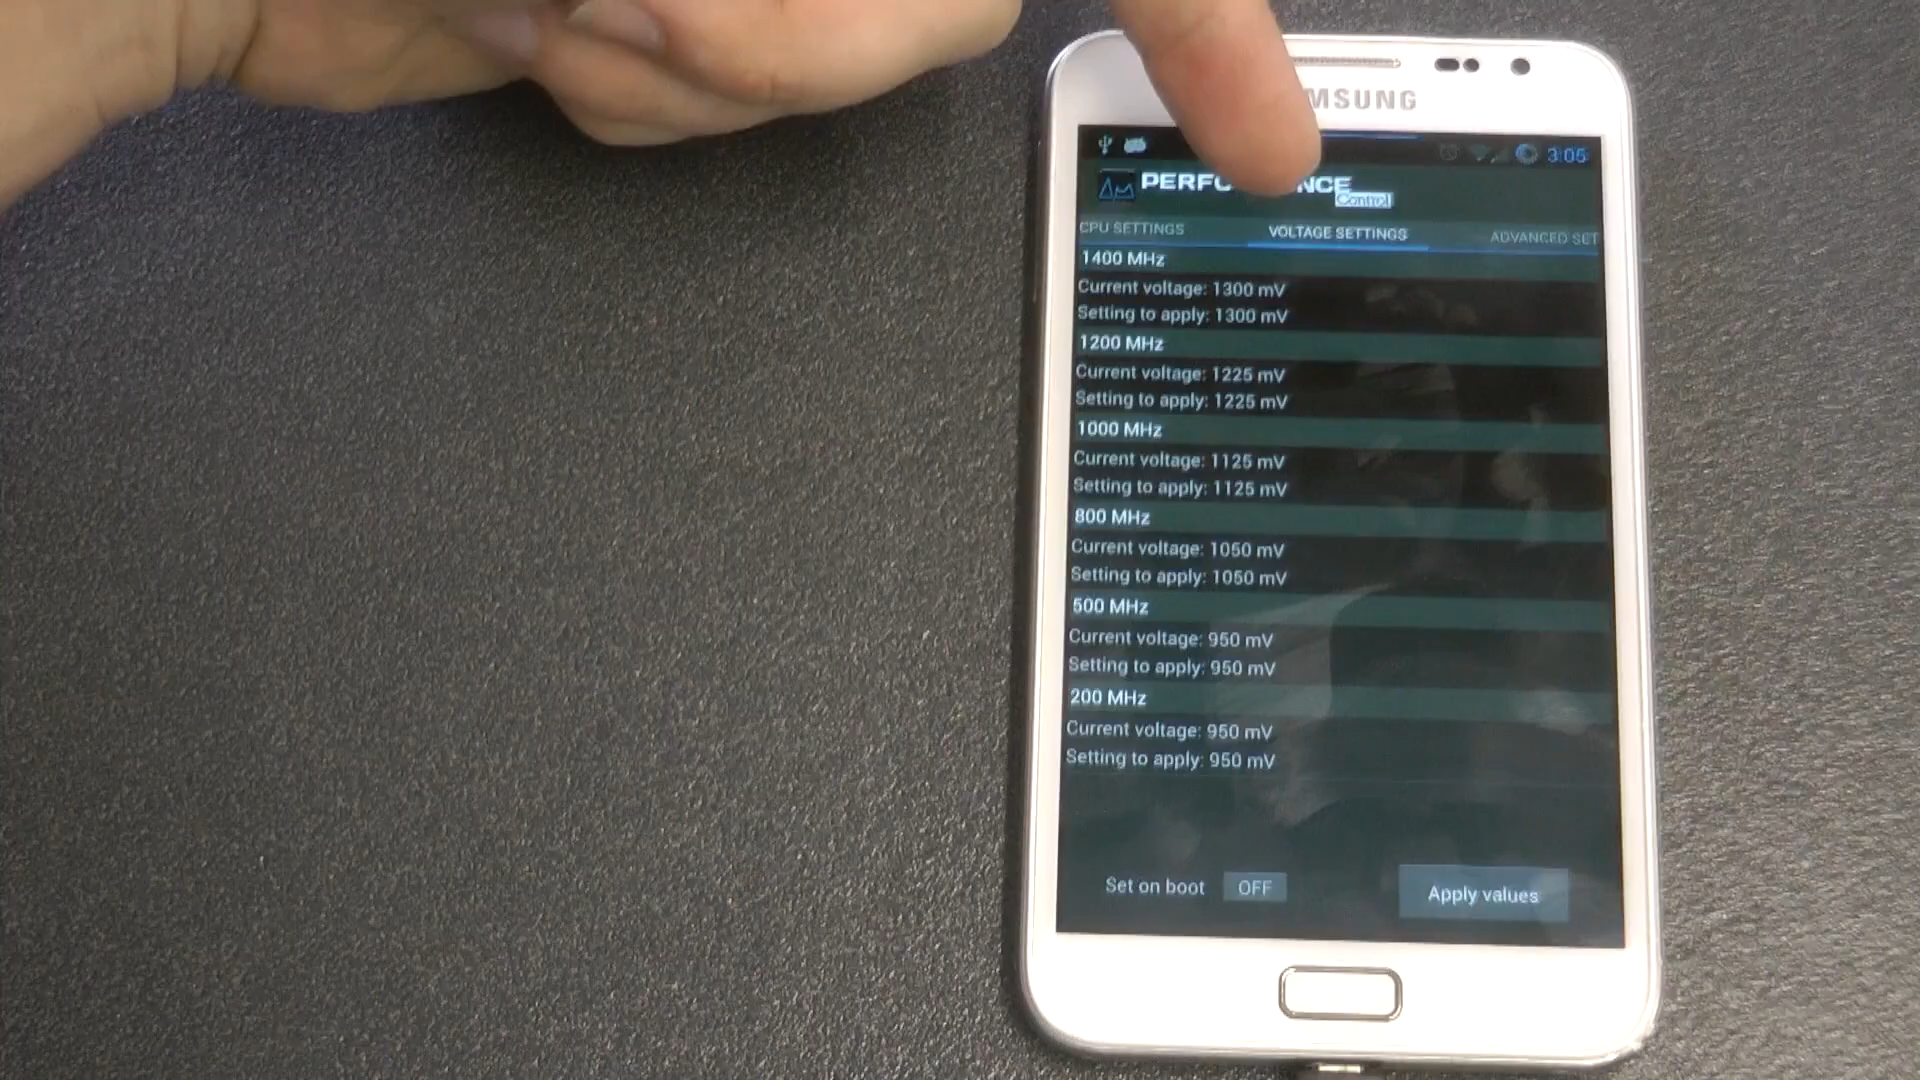 MSUNG
3:05
PERFO NCE
Control
CPU SETTINGS VOLTAGE SETTINGS ADVANCED SET
1400 MHz
Current voltage: 1300 mV
Setting to apply: 1300 mV
1200 MHz
Current voltage: 1225 mV
Setting to apply: 1225 mV
1000 MHz
Current voltage: 1125 mV
Setting to apply: 1125 mV
800 MHz
Current voltage: 1050 mV
Setting to apply: 1050 mV
500 MHz
Current voltage: 950 mV
Setting to apply: 950 mV
200 MHz
Current voltage: 950 mV
Setting to apply: 950 mV
Set on boot OFF Apply values